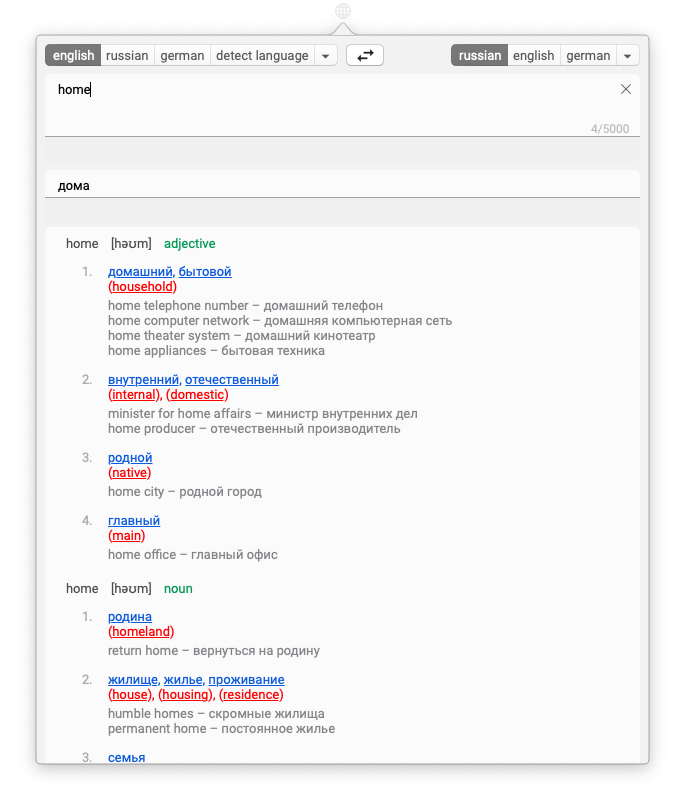 english russian german detect language russian english german
home
4/5000
дома
home [həʊm] adjective
1. домашний, бытовой
(household)
home telephone number – домашний телефон
home computer network – домашняя компьютерная сеть
home theater system – домашний кинотеатр
home appliances – бытовая техника
2. внутренний, отечественный
(internal), (domestic)
minister for home affairs – министр внутренних дел
home producer – отечественный производитель
3. родной
(native)
home city – родной город
4. главный
(main)
home office – главный офис
home [həʊm] noun
1. родина
(homeland)
return home – вернуться на родину
2. жилище, жилье, проживание
(house), (housing), (residence)
humble homes – скромные жилища
permanent home – постоянное жилье
3. семья